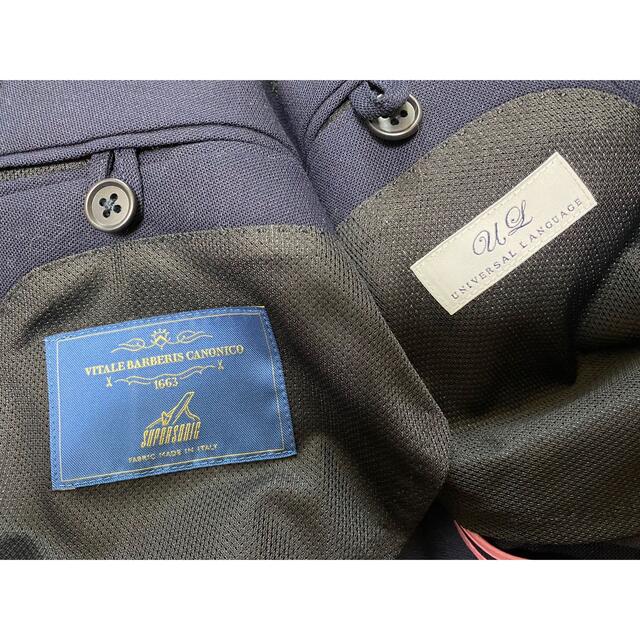 VITALE BARBERIS CANONICO
1663
SUPERSONIC
FABRIC MADE IN ITALY
UL
UNIVERSAL LANGUAGE